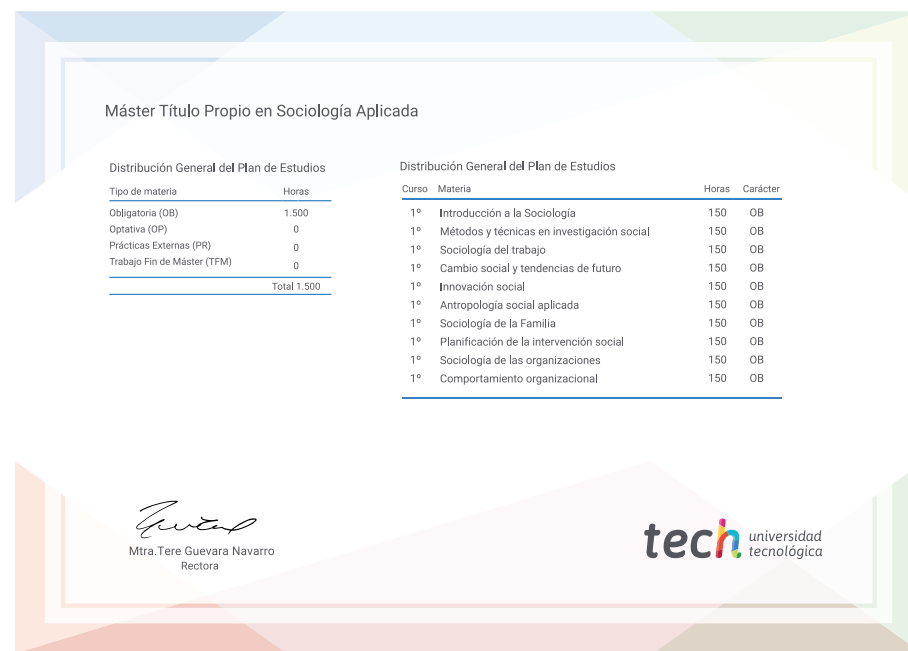 Máster Título Propio en Sociología Aplicada
Distribución General del Plan de Estudios
Tipo de materia Horas
Obligatoria (OB) 1.500
Optativa (OP) 0
Prácticas Externas (PR) 0
Trabajo Fin de Máster (TFM) 0
Total 1.500
Distribución General del Plan de Estudios
Curso Materia Horas Carácter
1º Introducción a la Sociología 150 OB
1º Métodos y técnicas en investigación social 150 OB
1º Sociología del trabajo 150 OB
1º Cambio social y tendencias de futuro 150 OB
1º Innovación social 150 OB
1º Antropología social aplicada 150 OB
1º Sociología de la Familia 150 OB
1º Planificación de la intervención social 150 OB
1º Sociología de las organizaciones 150 OB
1º Comportamiento organizacional 150 OB
Mtra.Tere Guevara Navarro
Rectora
tech universidad
tecnológica